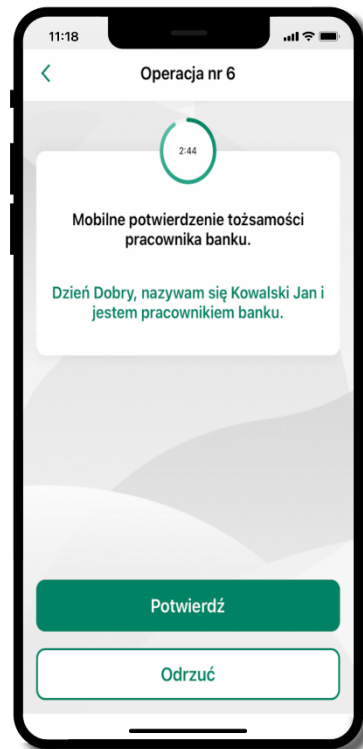 11:18
Operacja nr 6
2:44
Mobilne potwierdzenie tożsamości
pracownika banku.
Dzień Dobry, nazywam się Kowalski Jan i
jestem pracownikiem banku.
Potwierdź
Odrzuć